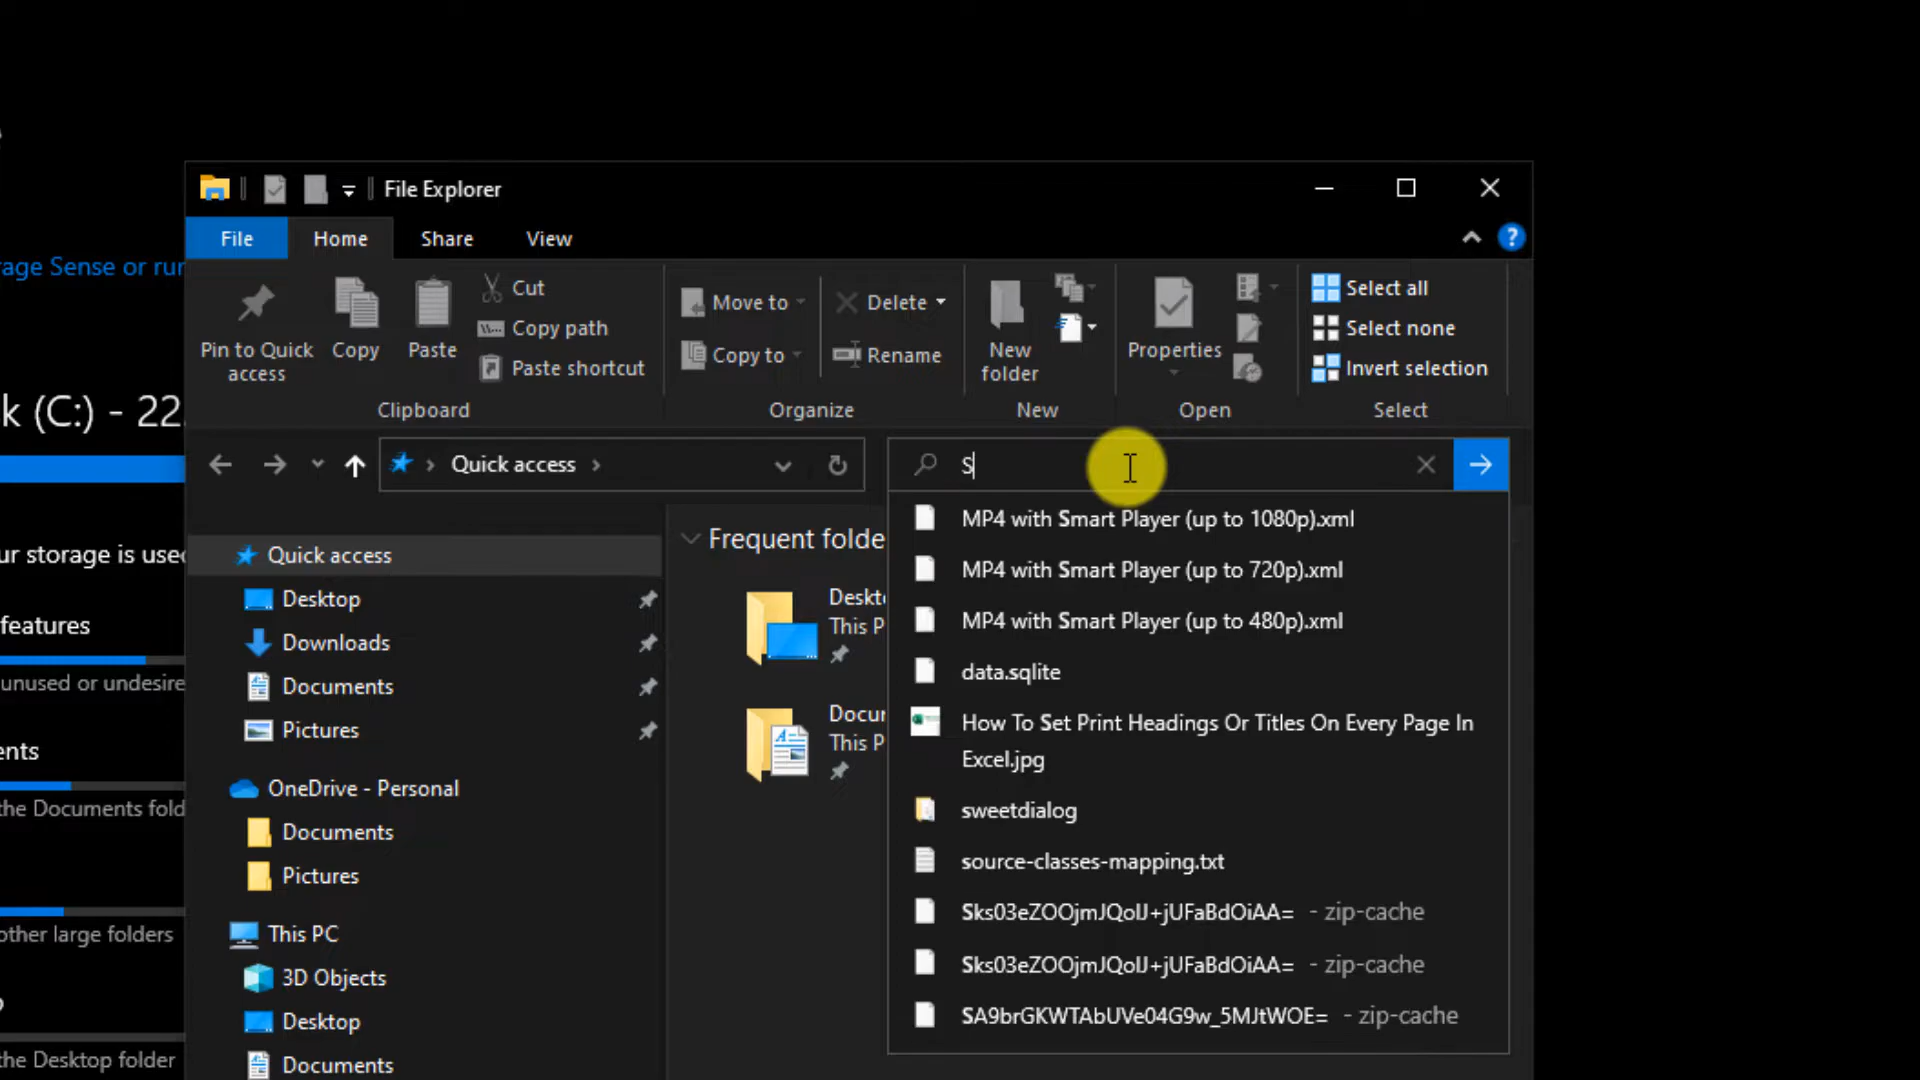 File Explorer
File
Home
Share
View
?
Pin to Quick
access
Copy
Paste
Cut
Copy path
Paste shortcut
Clipboard
Move to
Copy to
Delete
Rename
Organize
New
folder
New
Properties
Open
Select all
Select none
Invert selection
Select
Quick access
S
rage Sense or rur
k (C:) - 22
ur storage is used
features
unused or undesire
ents
the Documents fold
other large folders
the Desktop folder
Quick access
Desktop
Downloads
Documents
Pictures
OneDrive - Personal
Documents
Pictures
This PC
3D Objects
Desktop
Documents
Frequent folde
Deskt
This P
Docur
This P
MP4 with Smart Player (up to 1080p).xml
MP4 with Smart Player (up to 720p).xml
MP4 with Smart Player (up to 480p).xml
data.sqlite
How To Set Print Headings Or Titles On Every Page In
Excel.jpg
sweetdialog
source-classes-mapping.txt
Sks03eZOOjmJQolJ+jUFaBdOiAA= - zip-cache
Sks03eZOOjmJQolJ+jUFaBdOiAA= - zip-cache
SA9brGKWTAbUVe04G9w_5MJtWOE= - zip-cache